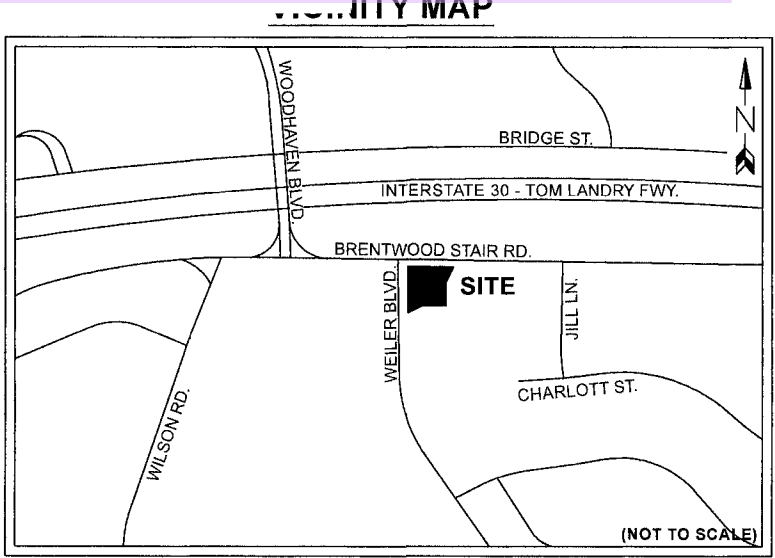 MAP
WOODHAVEN BLVD.
N
BRIDGE ST.
INTERSTATE 30 - TOM LANDRY FWY.
BRENTWOOD STAIR RD.
WEILER BLVD.
SITE
JILL LN.
CHARLOTT ST.
WILSON RD.
(NOT TO SCALE)